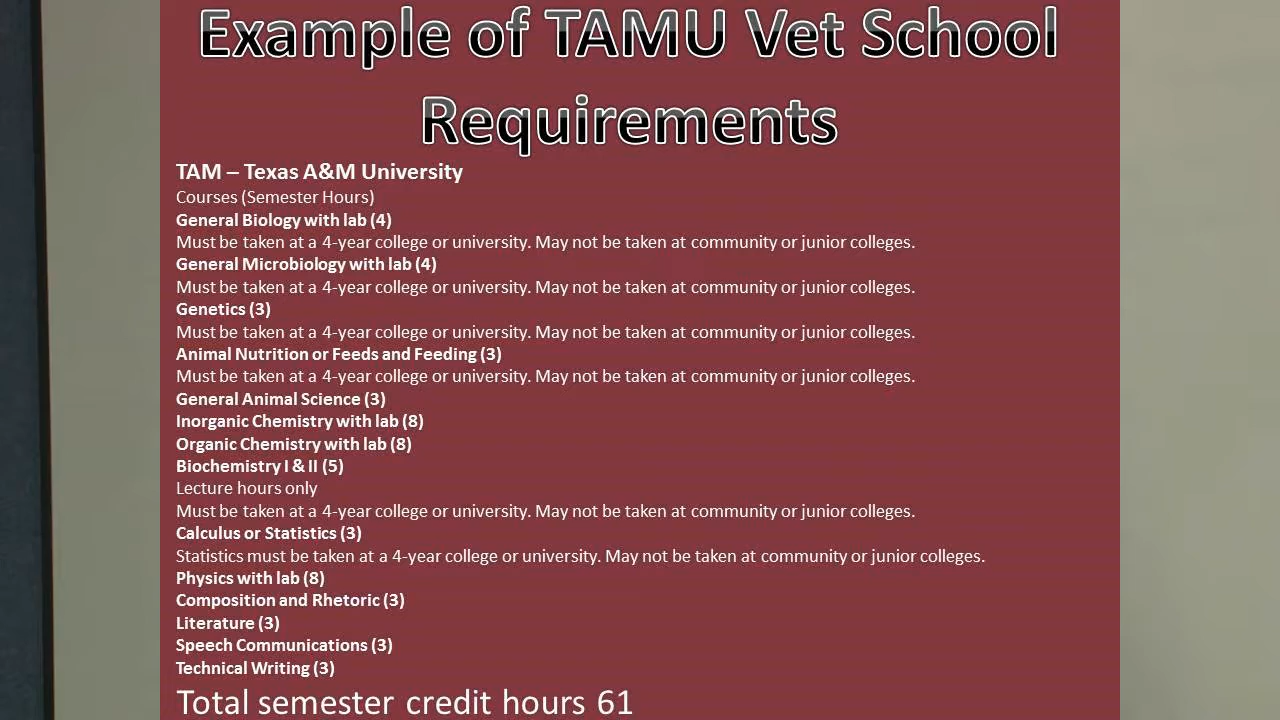 Example of TAMU Vet School
Requirements
TAM – Texas A&M University
Courses (Semester Hours)
General Biology with lab (4)
Must be taken at a 4-year college or university. May not be taken at community or junior colleges.
General Microbiology with lab (4)
Must be taken at a 4-year college or university. May not be taken at community or junior colleges.
Genetics (3)
Must be taken at a 4-year college or university. May not be taken at community or junior colleges.
Animal Nutrition or Feeds and Feeding (3)
Must be taken at a 4-year college or university. May not be taken at community or junior colleges.
General Animal Science (3)
Inorganic Chemistry with lab (8)
Organic Chemistry with lab (8)
Biochemistry I & II (5)
Lecture hours only
Must be taken at a 4-year college or university. May not be taken at community or junior colleges.
Calculus or Statistics (3)
Statistics must be taken at a 4-year college or university. May not be taken at community or junior colleges.
Physics with lab (8)
Composition and Rhetoric (3)
Literature (3)
Speech Communications (3)
Technical Writing (3)
Total semester credit hours 61